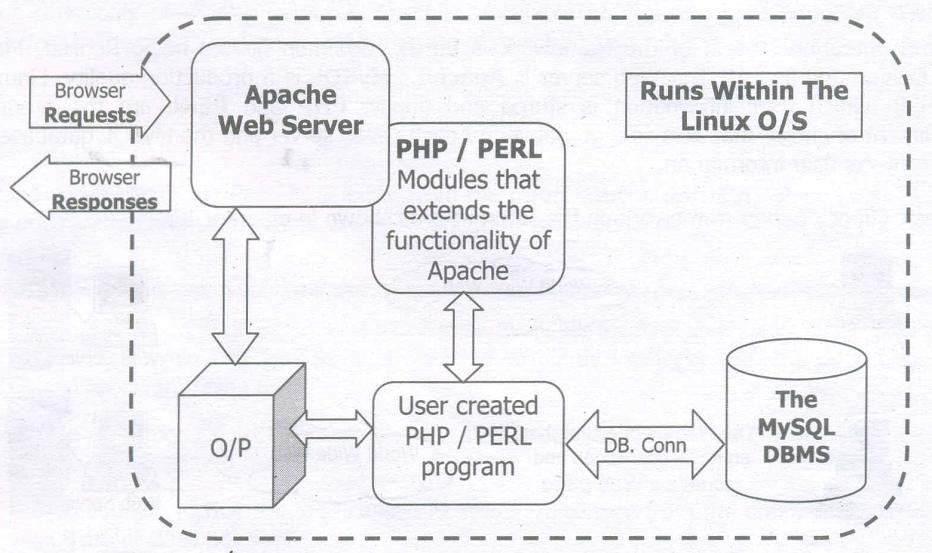 Browser
Requests
Browser
Responses
Apache
Web Server
PHP / PERL
Modules that
extends the
functionality of
Apache
Runs Within The
Linux O/S
O/P
User created
PHP / PERL
program
DB. Conn
The
MySQL
DBMS